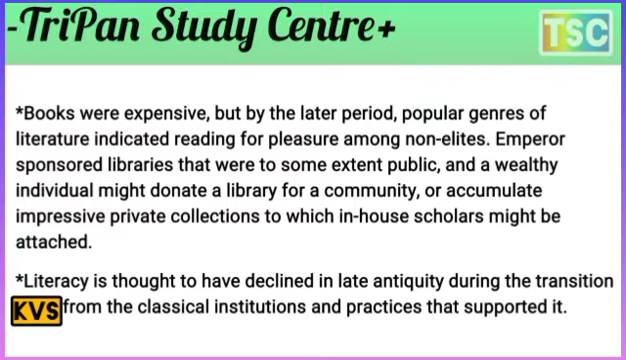 -TriPan Study Centre+
TSC
*Books were expensive, but by the later period, popular genres of
literature indicated reading for pleasure among non-elites. Emperor
sponsored libraries that were to some extent public, and a wealthy
individual might donate a library for a community, or accumulate
impressive private collections to which in-house scholars might be
attached.
*Literacy is thought to have declined in late antiquity during the transition
KVS from the classical institutions and practices that supported it.